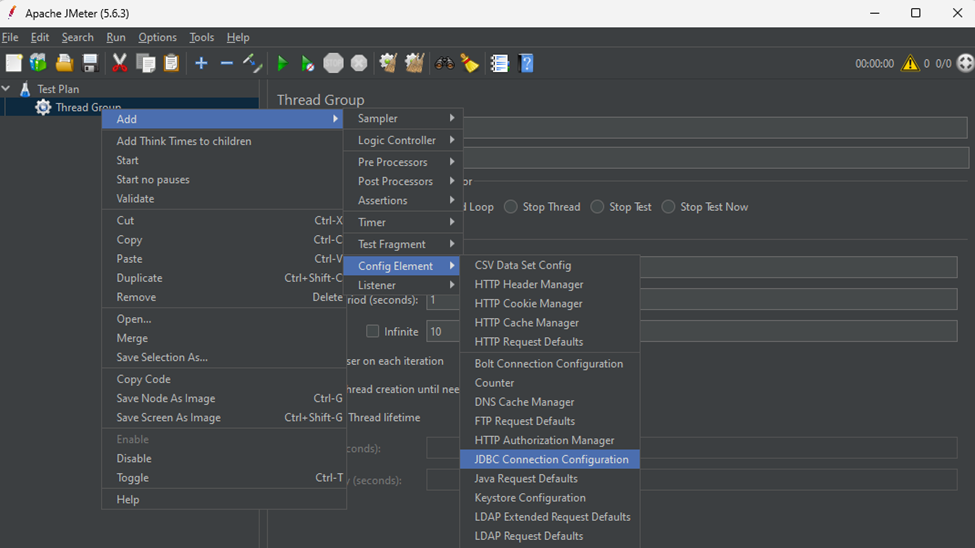 Apache JMeter (5.6.3)
File Edit Search Run Options Tools Help
00:00:00 0 0/0
Test Plan
Thread Group
Thread Group
Add
Add Think Times to children
Start
Start no pauses
Validate
Cut Ctrl-X
Copy Ctrl-C
Paste Ctrl-V
Duplicate Ctrl+Shift-C
Remove Delete
Open...
Merge
Save Selection As...
Copy Code
Save Node As Image Ctrl-G
Save Screen As Image Ctrl+Shift-G
Enable
Disable
Toggle Ctrl-T
Help
Sampler
Logic Controller
Pre Processors
Post Processors
Assertions
Timer
Test Fragment
Config Element
Listener
or
Loop Stop Thread Stop Test Stop Test Now
eriod (seconds): 1
Infinite 10
ser on each iteration
hread creation until nee
Thread lifetime
conds):
(seconds):
CSV Data Set Config
HTTP Header Manager
HTTP Cookie Manager
HTTP Cache Manager
HTTP Request Defaults
Bolt Connection Configuration
Counter
DNS Cache Manager
FTP Request Defaults
HTTP Authorization Manager
JDBC Connection Configuration
Java Request Defaults
Keystore Configuration
LDAP Extended Request Defaults
LDAP Request Defaults